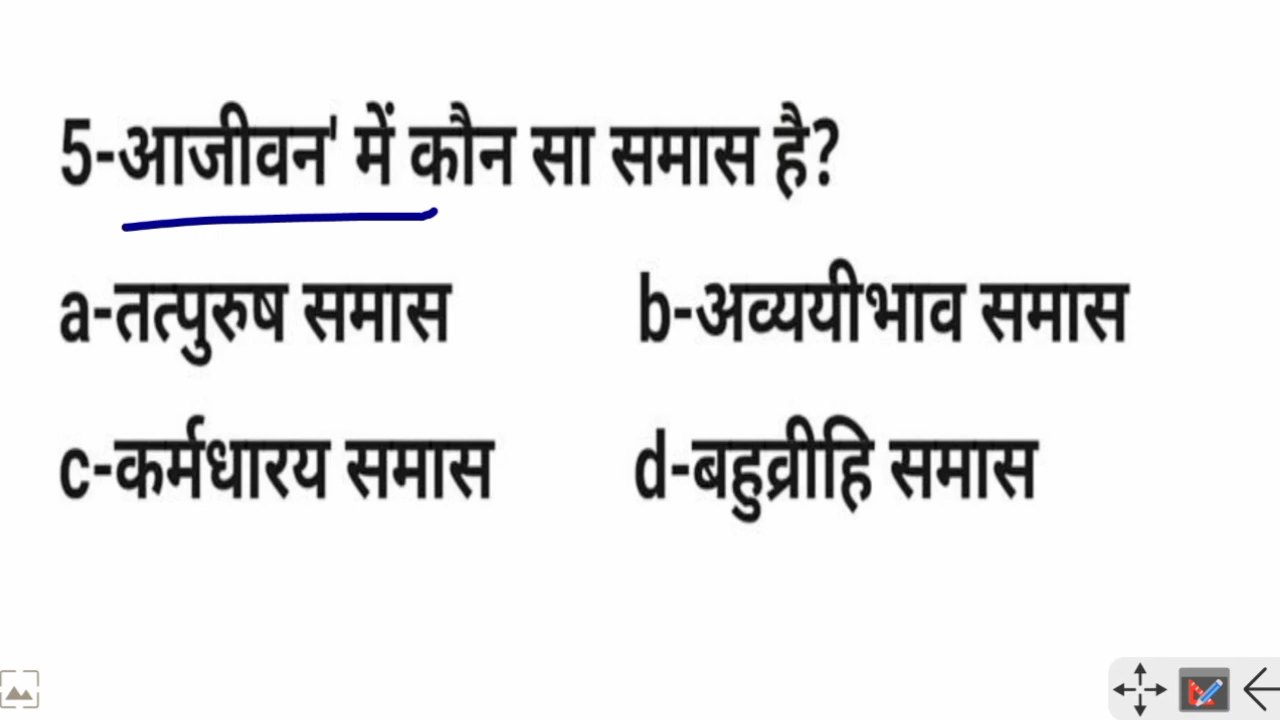 5-आजीवन' में कौन सा समास है?
a-तत्पुरुष समास b-अव्ययीभाव समास
c-कर्मधारय समास d-बहुव्रीहि समास